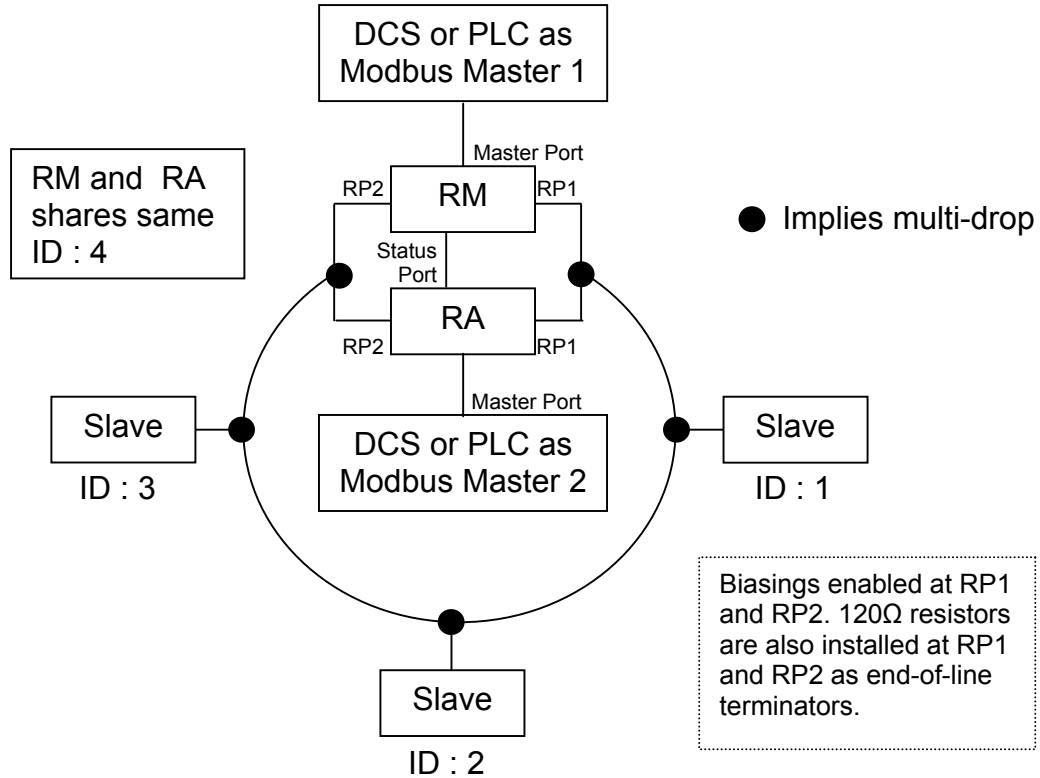 DCS or PLC as
Modbus Master 1
Master Port
RM and RA
shares same
ID : 4
RP2
RM
RP1
Implies multi-drop
Status
Port
RA
RP2
RP1
Master Port
DCS or PLC as
Modbus Master 2
Slave
ID : 3
Slave
ID : 1
Slave
ID : 2
Biasings enabled at RP1
and RP2. 120Ω resistors
are also installed at RP1
and RP2 as end-of-line
terminators.